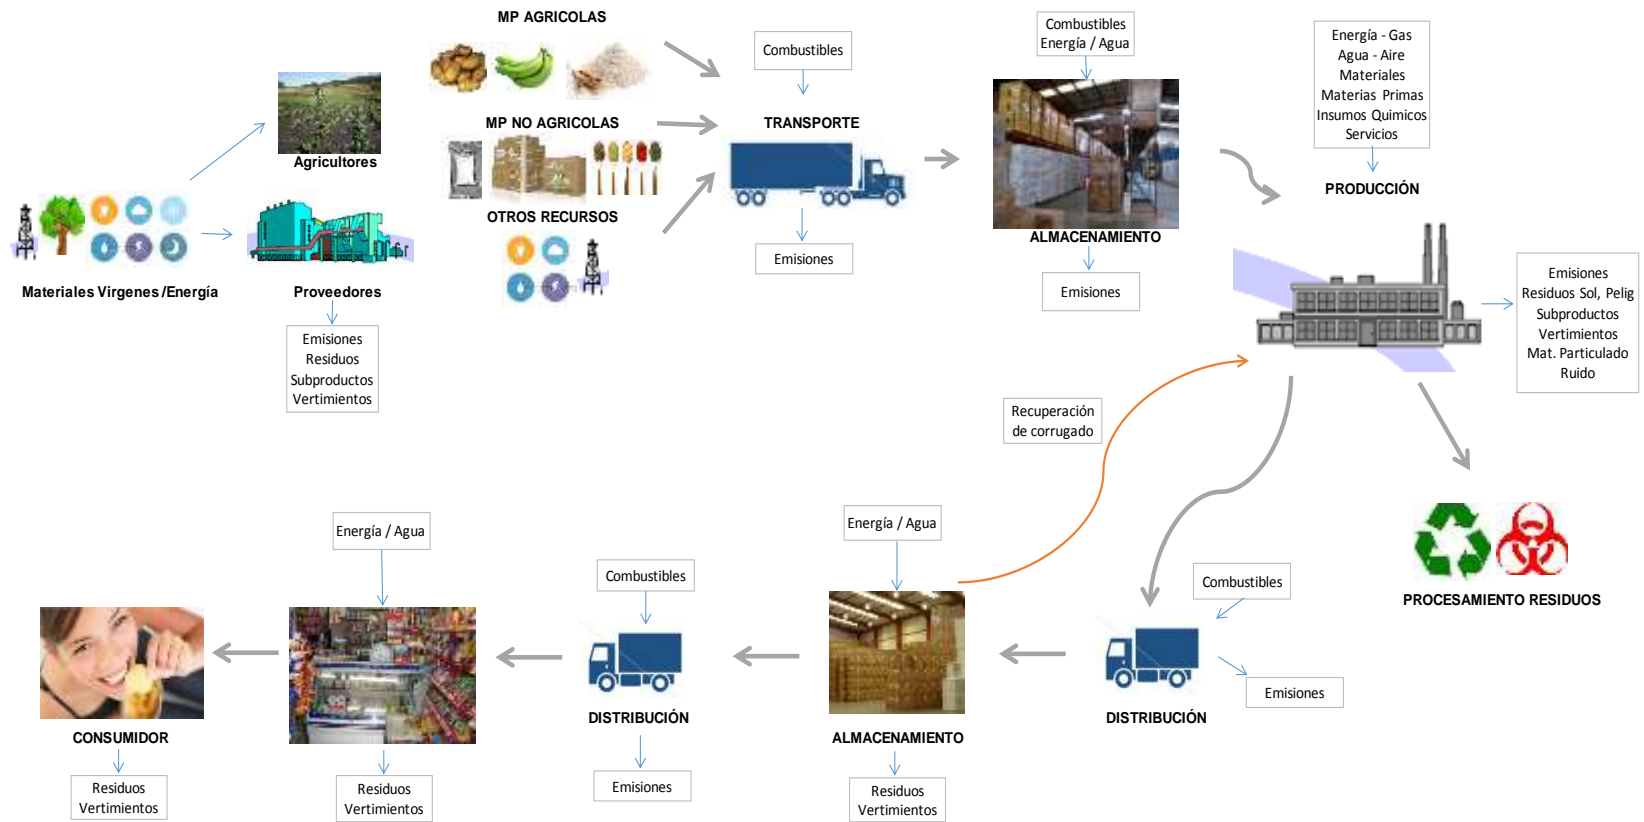 MP AGRICOLAS
Combustibles
Combustibles
Energía / Agua
Energía - Gas
Agua - Aire
Materiales
Materias Primas
Insumos Quimicos
Servicios
MP NO AGRICOLAS
TRANSPORTE
Agricultores
PRODUCCIÓN
OTROS RECURSOS
ALMACENAMIENTO
Emisiones
Emisiones
Materiales Virgenes /Energía
Proveedores
Emisiones
Residuos Sol, Pelig
Subproductos
Vertimientos
Mat. Particulado
Ruido
Emisiones
Residuos
Subproductos
Vertimientos
Recuperación
de corrugado
Energía / Agua
Energía / Agua
Combustibles
Combustibles
PROCESAMIENTO RESIDUOS
Emisiones
CONSUMIDOR
DISTRIBUCIÓN
ALMACENAMIENTO
DISTRIBUCIÓN
Residuos
Vertimientos
Residuos
Vertimientos
Emisiones
Residuos
Vertimientos